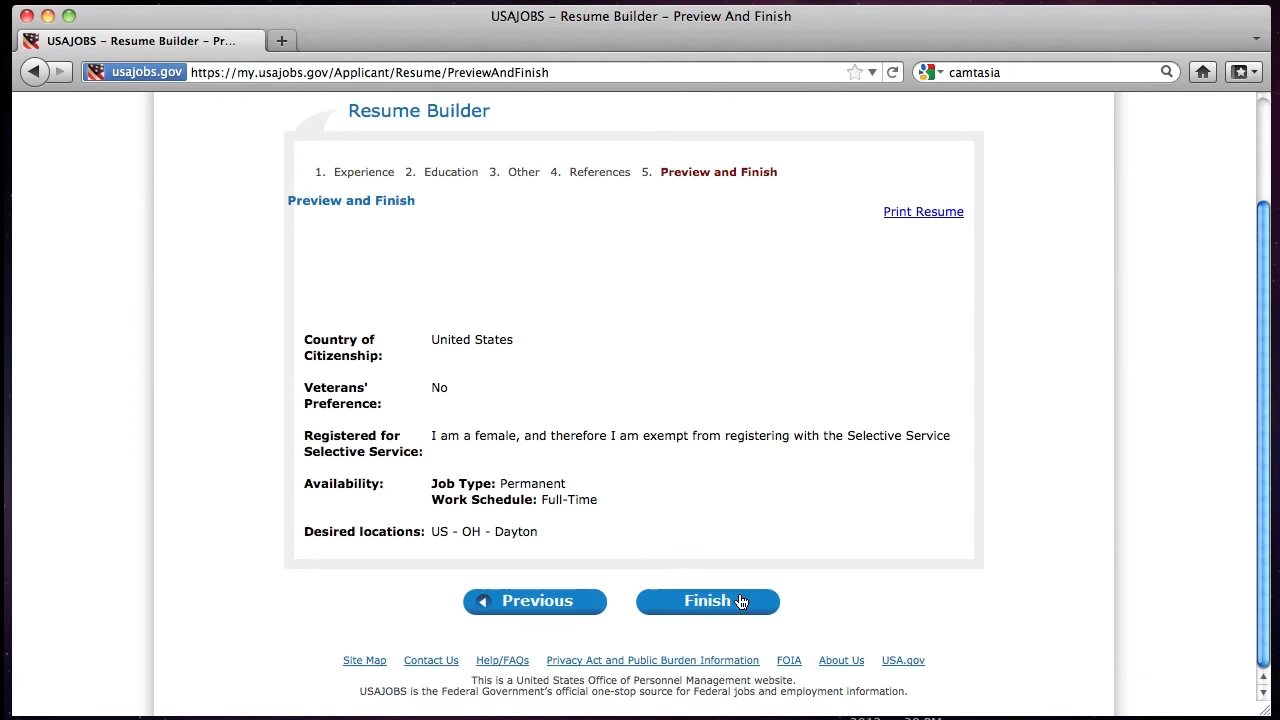 USAJOBS – Resume Builder – Preview And Finish
USAJOBS – Resume Builder – Pr...
usajobs.gov https://my.usajobs.gov/Applicant/Resume/PreviewAndFinish camtasia
Resume Builder
1. Experience 2. Education 3. Other 4. References 5. Preview and Finish
Preview and Finish
Print Resume
Country of Citizenship: United States
Veterans' Preference: No
Registered for Selective Service: I am a female, and therefore I am exempt from registering with the Selective Service
Availability: Job Type: Permanent
Work Schedule: Full-Time
Desired locations: US - OH - Dayton
Previous Finish
Site Map Contact Us Help/FAQs Privacy Act and Public Burden Information FOIA About Us USA.gov
This is a United States Office of Personnel Management website.
USAJOBS is the Federal Government's official one-stop source for Federal jobs and employment information.